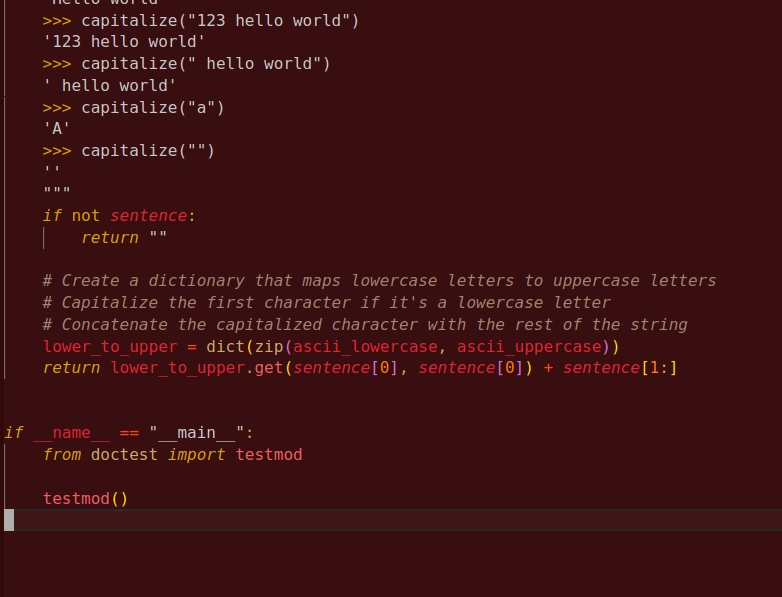 'Hello world'
>>> capitalize("123 hello world")
'123 hello world'
>>> capitalize(" hello world")
' hello world'
>>> capitalize("a")
'A'
>>> capitalize("")
''
"""
if not sentence:
return ""
# Create a dictionary that maps lowercase letters to uppercase letters
# Capitalize the first character if it's a lowercase letter
# Concatenate the capitalized character with the rest of the string
lower_to_upper = dict(zip(ascii_lowercase, ascii_uppercase))
return lower_to_upper.get(sentence[0], sentence[0]) + sentence[1:]
if __name__ == "__main__":
from doctest import testmod
testmod()